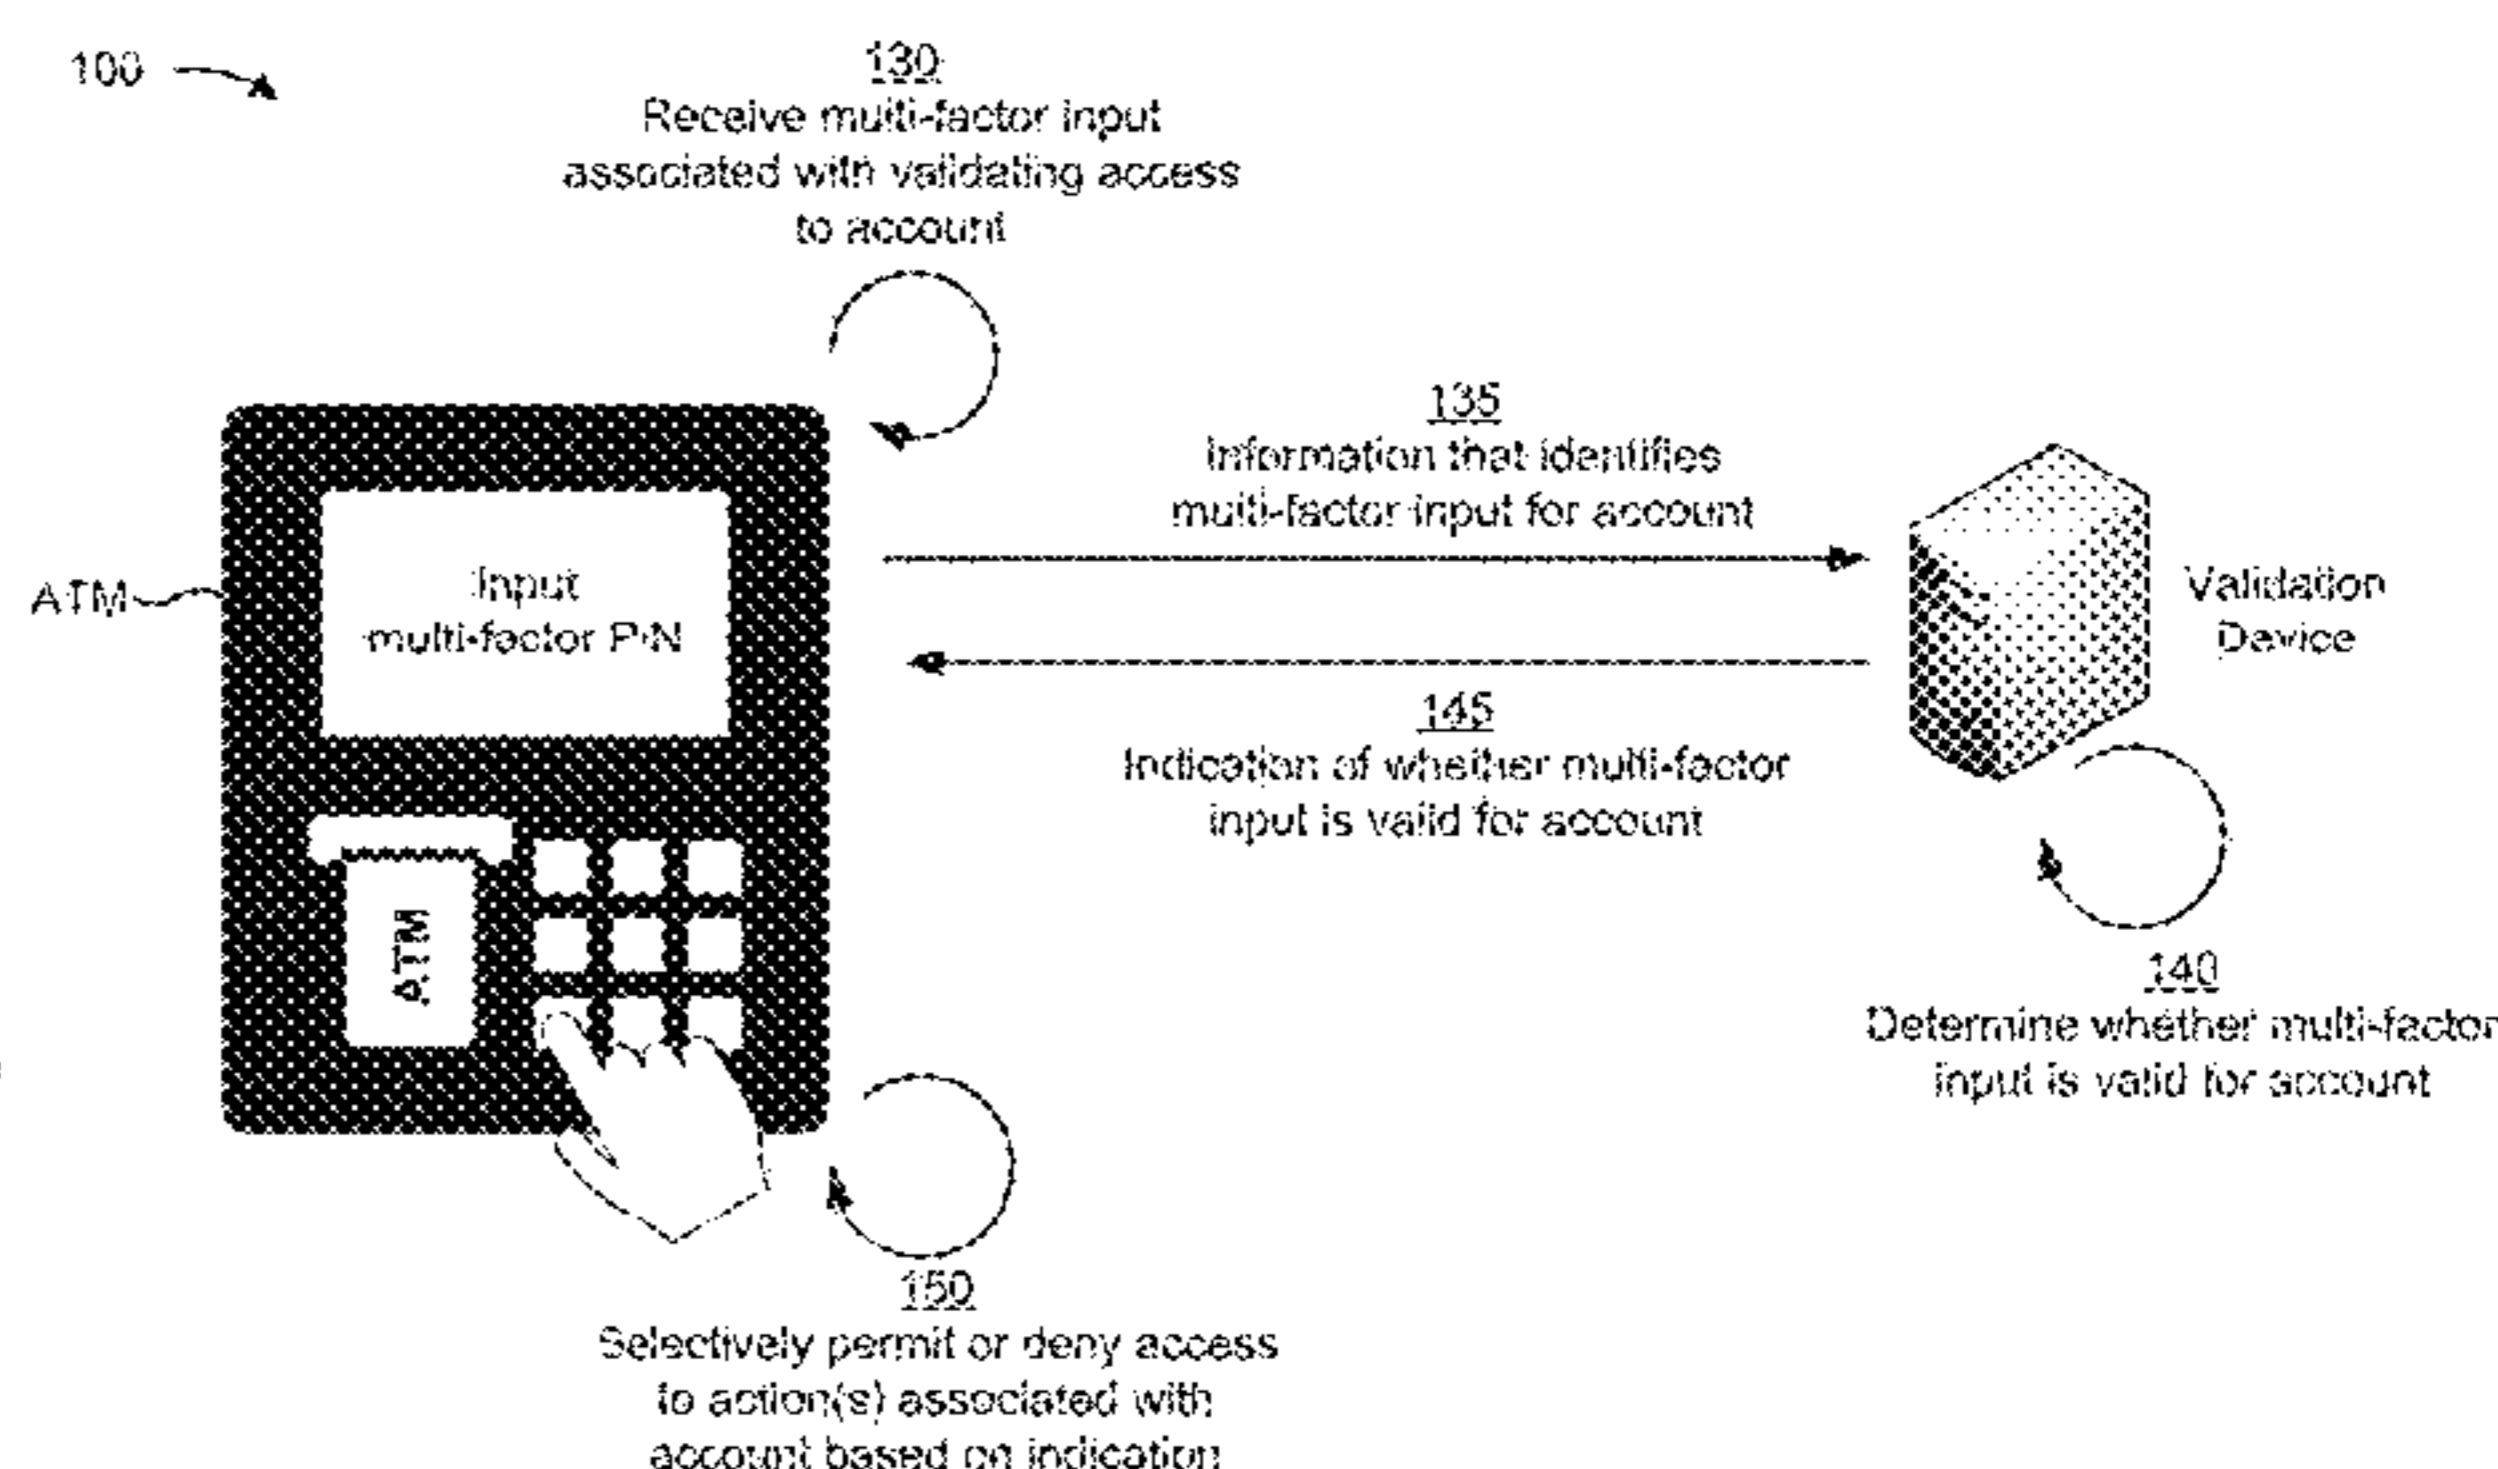 100
130
Receive multi-factor input
associated with validating access
to account
135
Information that identifies
multi-factor input for account
ATM
Input
multi-factor PIN
Validation
Device
145
Indication of whether multi-factor
input is valid for account
ATM
140
Determine whether multi-factor
input is valid for account
150
Selectively permit or deny access
to action(s) associated with
account based on indication